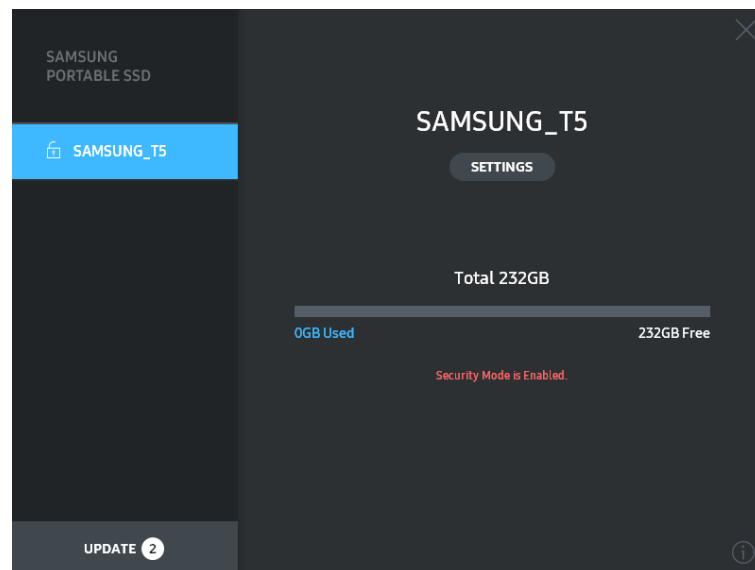 SAMSUNG
PORTABLE SSD
SAMSUNG_T5
SAMSUNG_T5
SETTINGS
Total 232GB
0GB Used
232GB Free
Security Mode is Enabled.
UPDATE 2